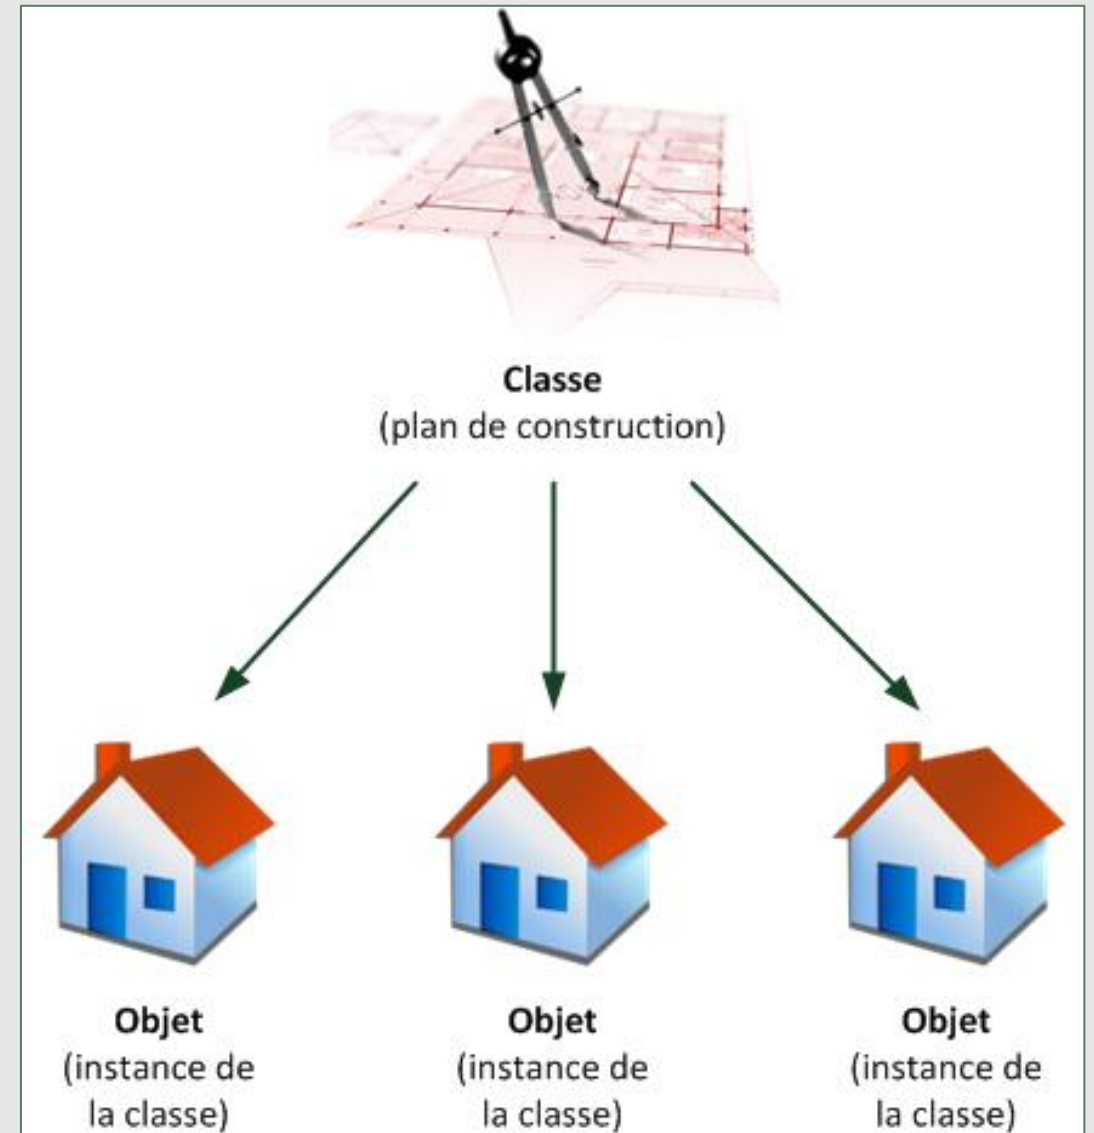 Classe
(plan de construction)
Objet
(instance de
la classe)
Objet
(instance de
la classe)
Objet
(instance de
la classe)